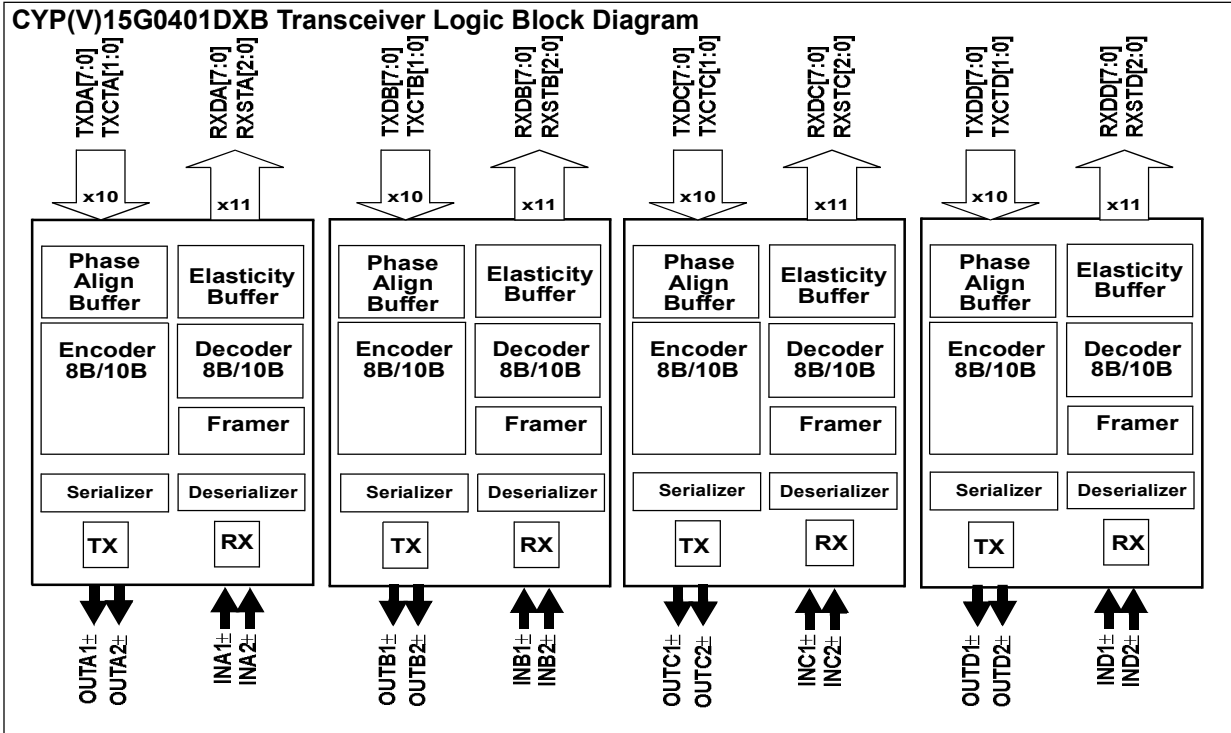 CYP(V)15G0401DXB Transceiver Logic Block Diagram
TXDA[7:0]
TXCTA[1:0]
RXDA[7:0]
RXSTA[2:0]
TXDB[7:0]
TXCTB[1:0]
RXDB[7:0]
RXSTB[2:0]
TXDC[7:0]
TXCTC[1:0]
RXDC[7:0]
RXSTC[2:0]
TXDD[7:0]
TXCTD[1:0]
RXDD[7:0]
RXSTD[2:0]
x10
x11
x10
x11
x10
x11
x10
x11
Phase
Align
Buffer
Elasticity
Buffer
Encoder
8B/10B
Decoder
8B/10B
Framer
Serializer
Deserializer
TX
RX
Phase
Align
Buffer
Elasticity
Buffer
Encoder
8B/10B
Decoder
8B/10B
Framer
Serializer
Deserializer
TX
RX
Phase
Align
Buffer
Elasticity
Buffer
Encoder
8B/10B
Decoder
8B/10B
Framer
Serializer
Deserializer
TX
RX
Phase
Align
Buffer
Elasticity
Buffer
Encoder
8B/10B
Decoder
8B/10B
Framer
Serializer
Deserializer
TX
RX
OUTA1±
OUTA2±
INA1±
INA2±
OUTB1±
OUTB2±
INB1±
INB2±
OUTC1±
OUTC2±
INC1±
INC2±
OUTD1±
OUTD2±
IND1±
IND2±